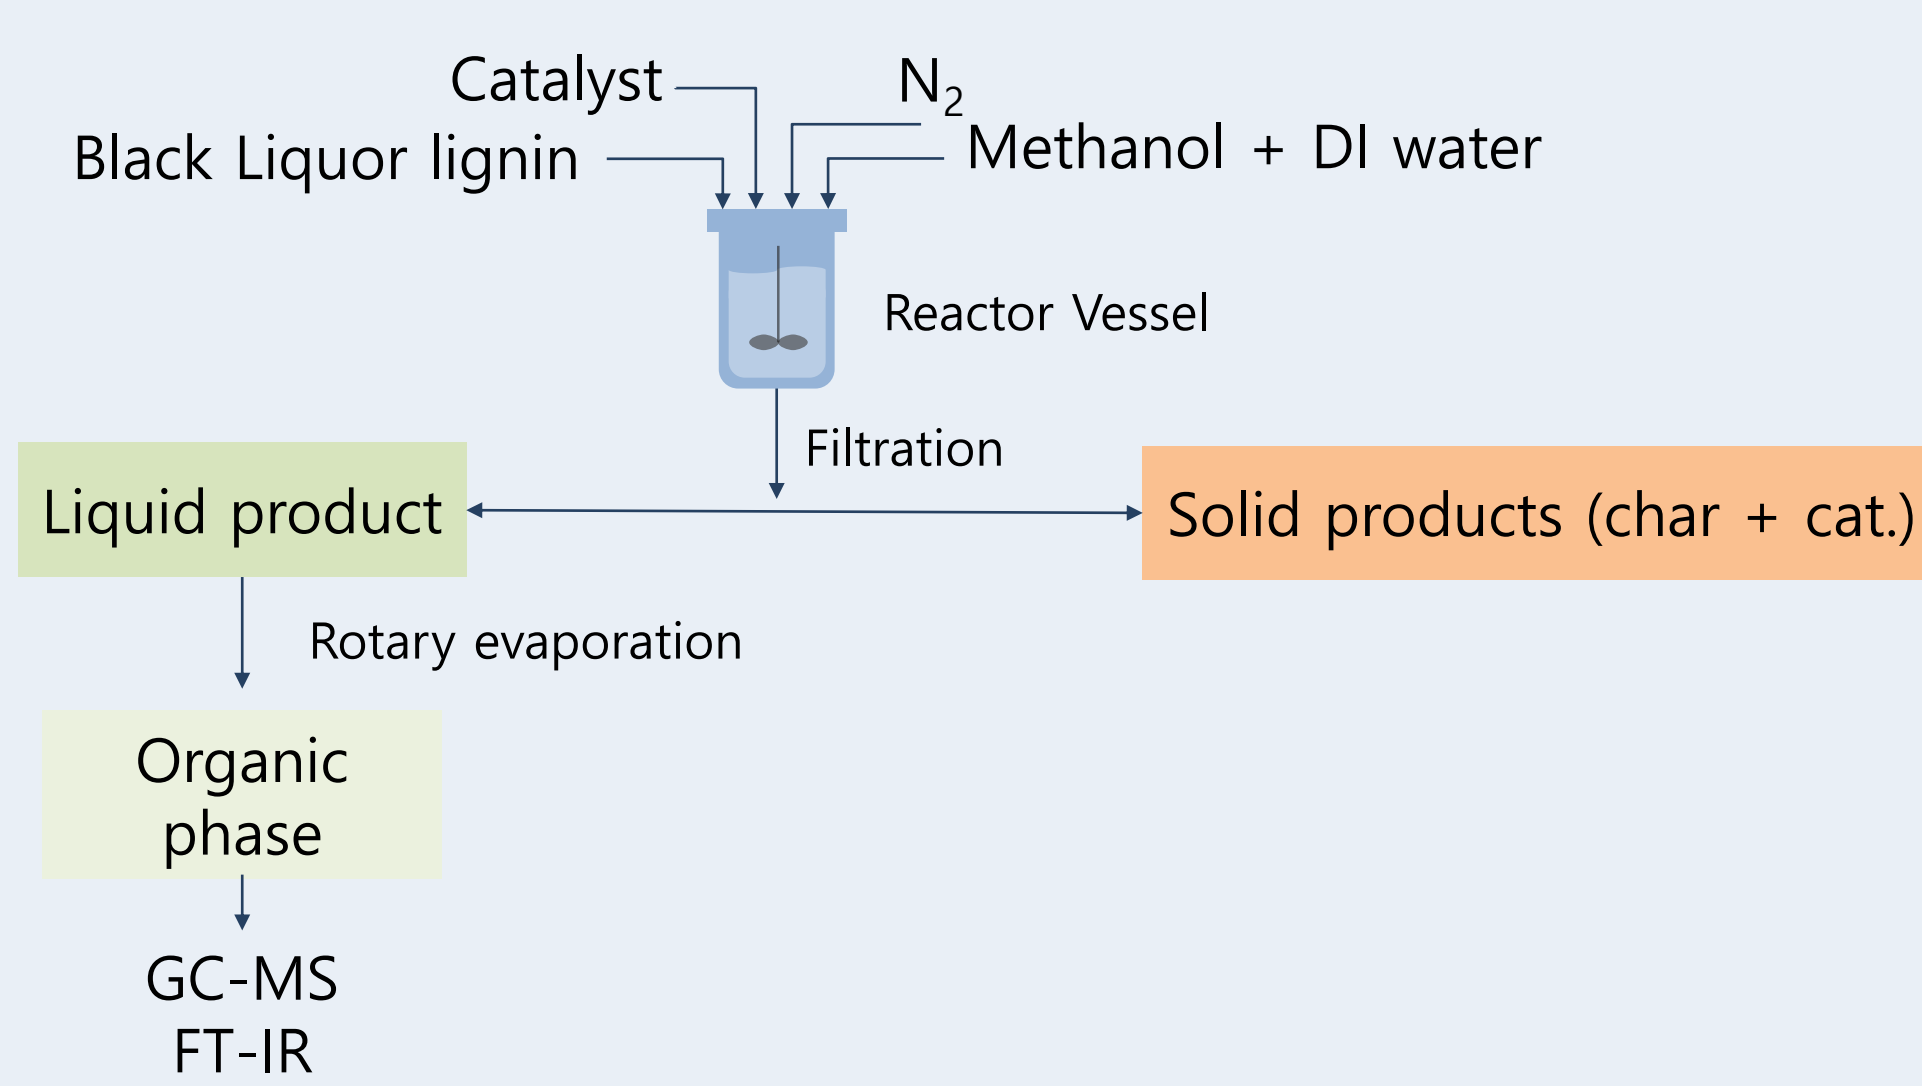 Catalyst
N₂
Black Liquor lignin
Methanol + DI water
Reactor Vessel
Filtration
Liquid product
Solid products (char + cat.)
Rotary evaporation
Organic
phase
GC-MS
FT-IR